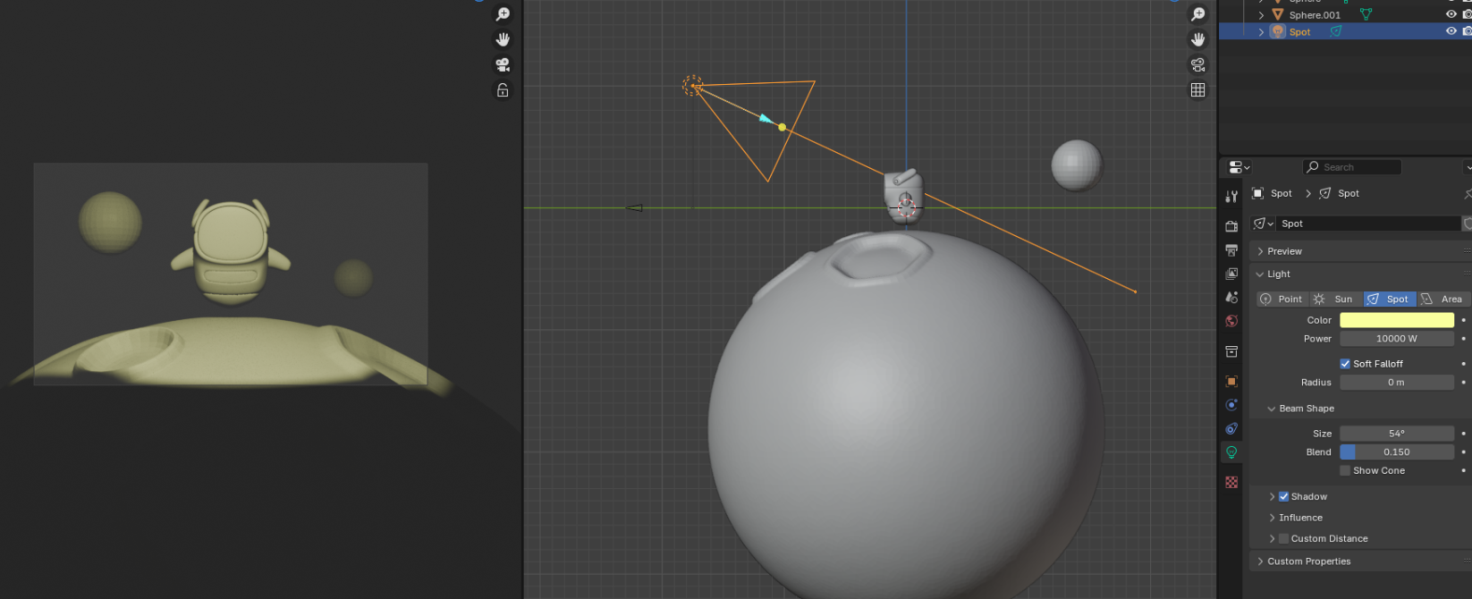 Sphere
Sphere.001
Spot
Search
Spot > Spot
Spot
Preview
Light
Point Sun Spot Area
Color
Power 10000 W
Soft Falloff
Radius 0 m
Beam Shape
Size 54°
Blend 0.150
Show Cone
Shadow
Influence
Custom Distance
Custom Properties